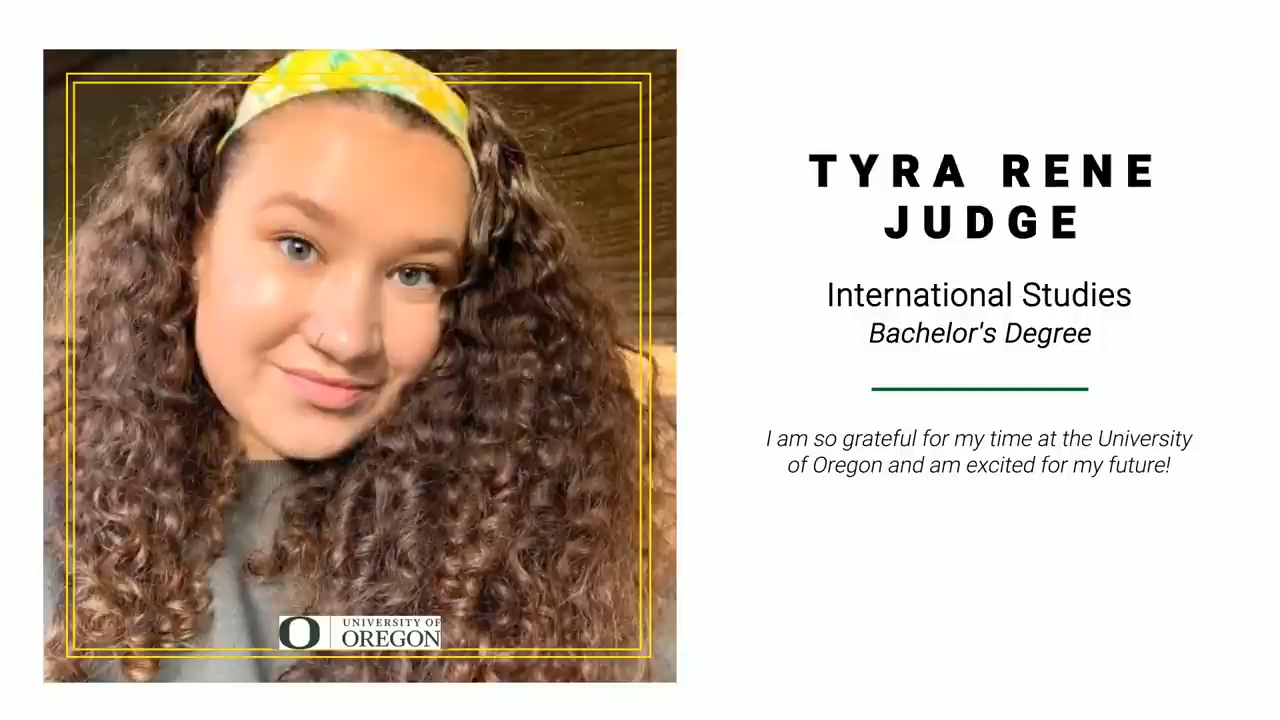 TYRA RENE
JUDGE
International Studies
Bachelor's Degree
I am so grateful for my time at the University
of Oregon and am excited for my future!
O
UNIVERSITY OF
OREGON